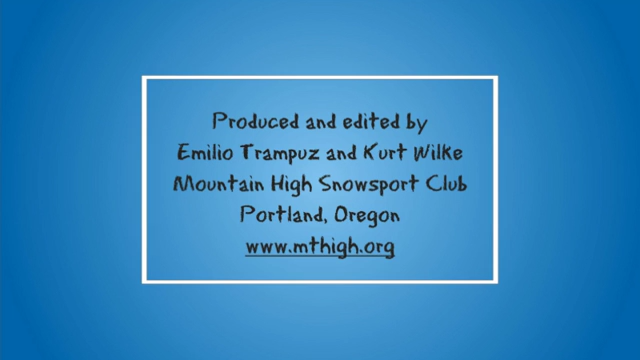 Produced and edited by
Emilio Trampuz and Kurt Wilke
Mountain High Snowsport Club
Portland, Oregon
www.mthigh.org